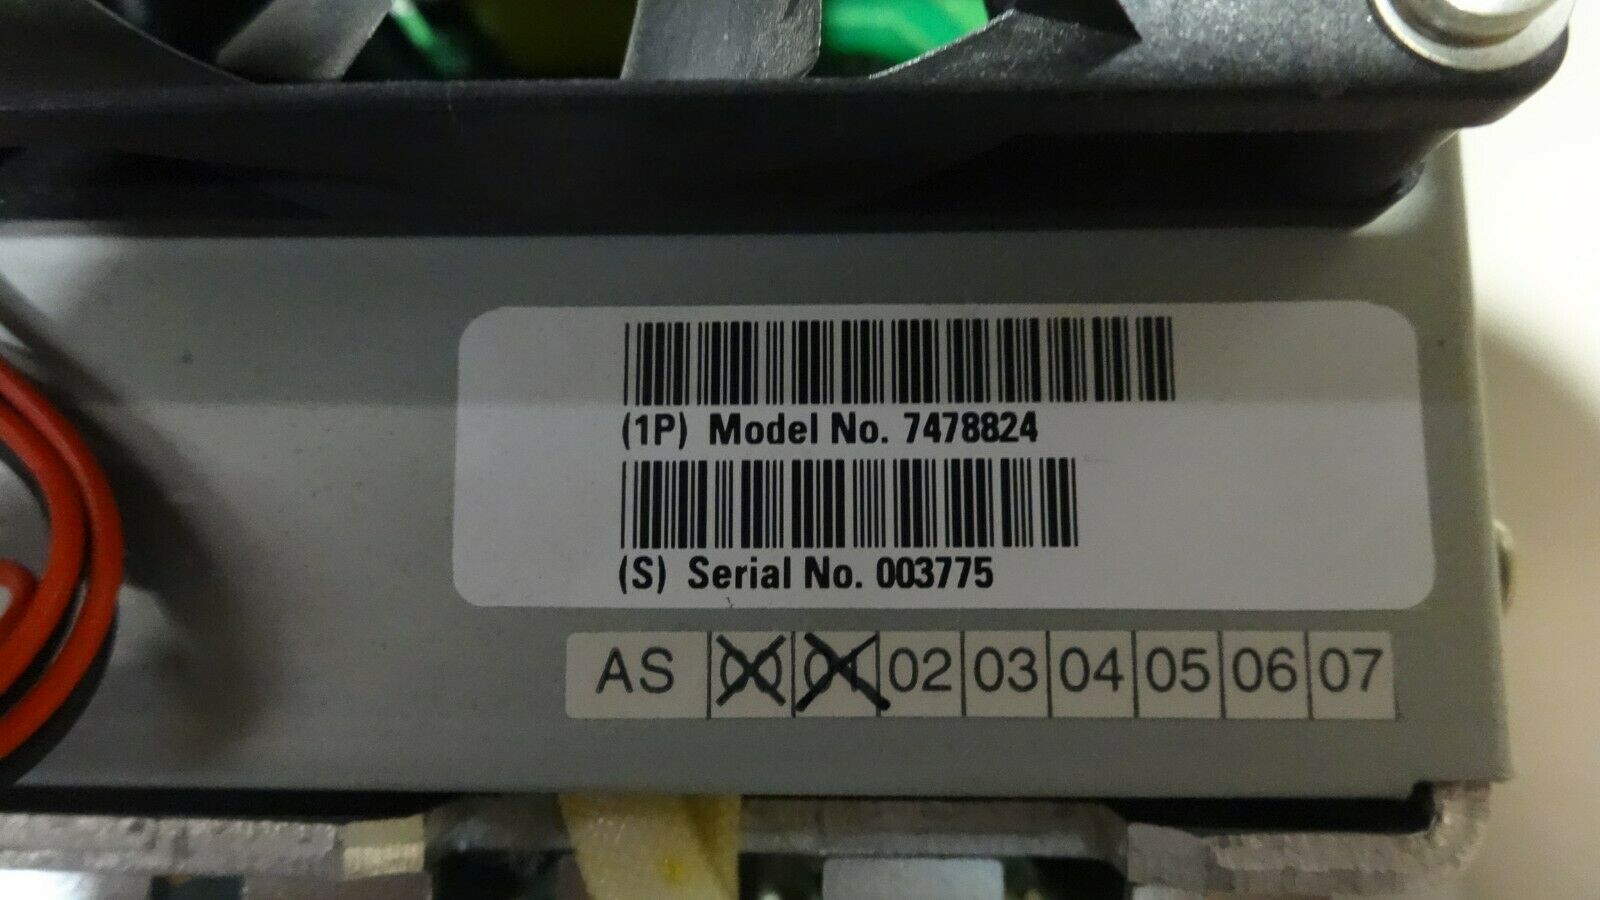 (1P) Model No. 7478824
(S) Serial No. 003775
AS 00 01 02 03 04 05 06 07